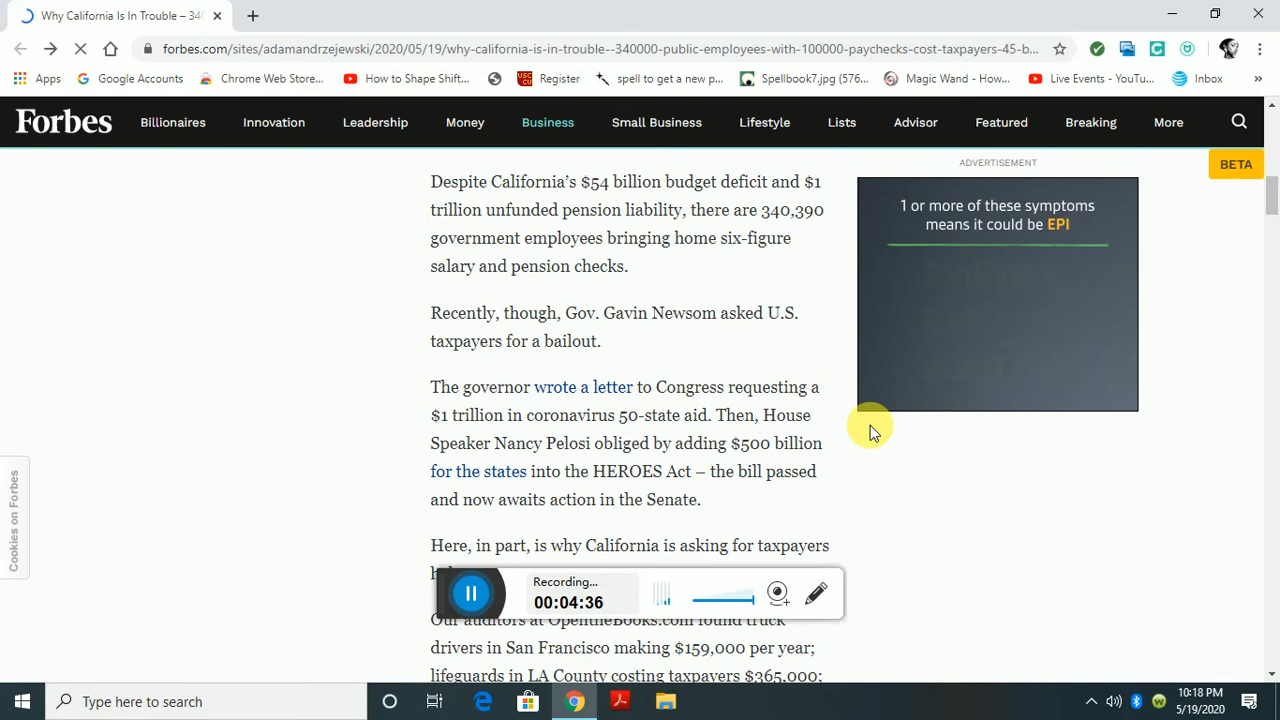 Why California Is In Trouble – 340
forbes.com/sites/adamandrzejewski/2020/05/19/why-california-is-in-trouble--340000-public-employees-with-100000-paychecks-cost-taxpayers-45-b...
Apps Google Accounts Chrome Web Store... How to Shape Shift... Register spell to get a new p... Spellbook7.jpg (576... Magic Wand - How... Live Events - YouTu... Inbox »
Forbes Billionaires Innovation Leadership Money Business Small Business Lifestyle Lists Advisor Featured Breaking More
BETA
ADVERTISEMENT
Despite California's $54 billion budget deficit and $1
trillion unfunded pension liability, there are 340,390
government employees bringing home six-figure
salary and pension checks.
Recently, though, Gov. Gavin Newsom asked U.S.
taxpayers for a bailout.
The governor wrote a letter to Congress requesting a
$1 trillion in coronavirus 50-state aid. Then, House
Speaker Nancy Pelosi obliged by adding $500 billion
for the states into the HEROES Act – the bill passed
and now awaits action in the Senate.
Here, in part, is why California is asking for taxpayers
Our auditors at OpenTheBooks.com found truck
drivers in San Francisco making $159,000 per year;
lifeguards in LA County costing taxpayers $365,000;
1 or more of these symptoms
means it could be EPI
Cookies on Forbes
Recording...
00:04:36
Type here to search
10:18 PM
5/19/2020